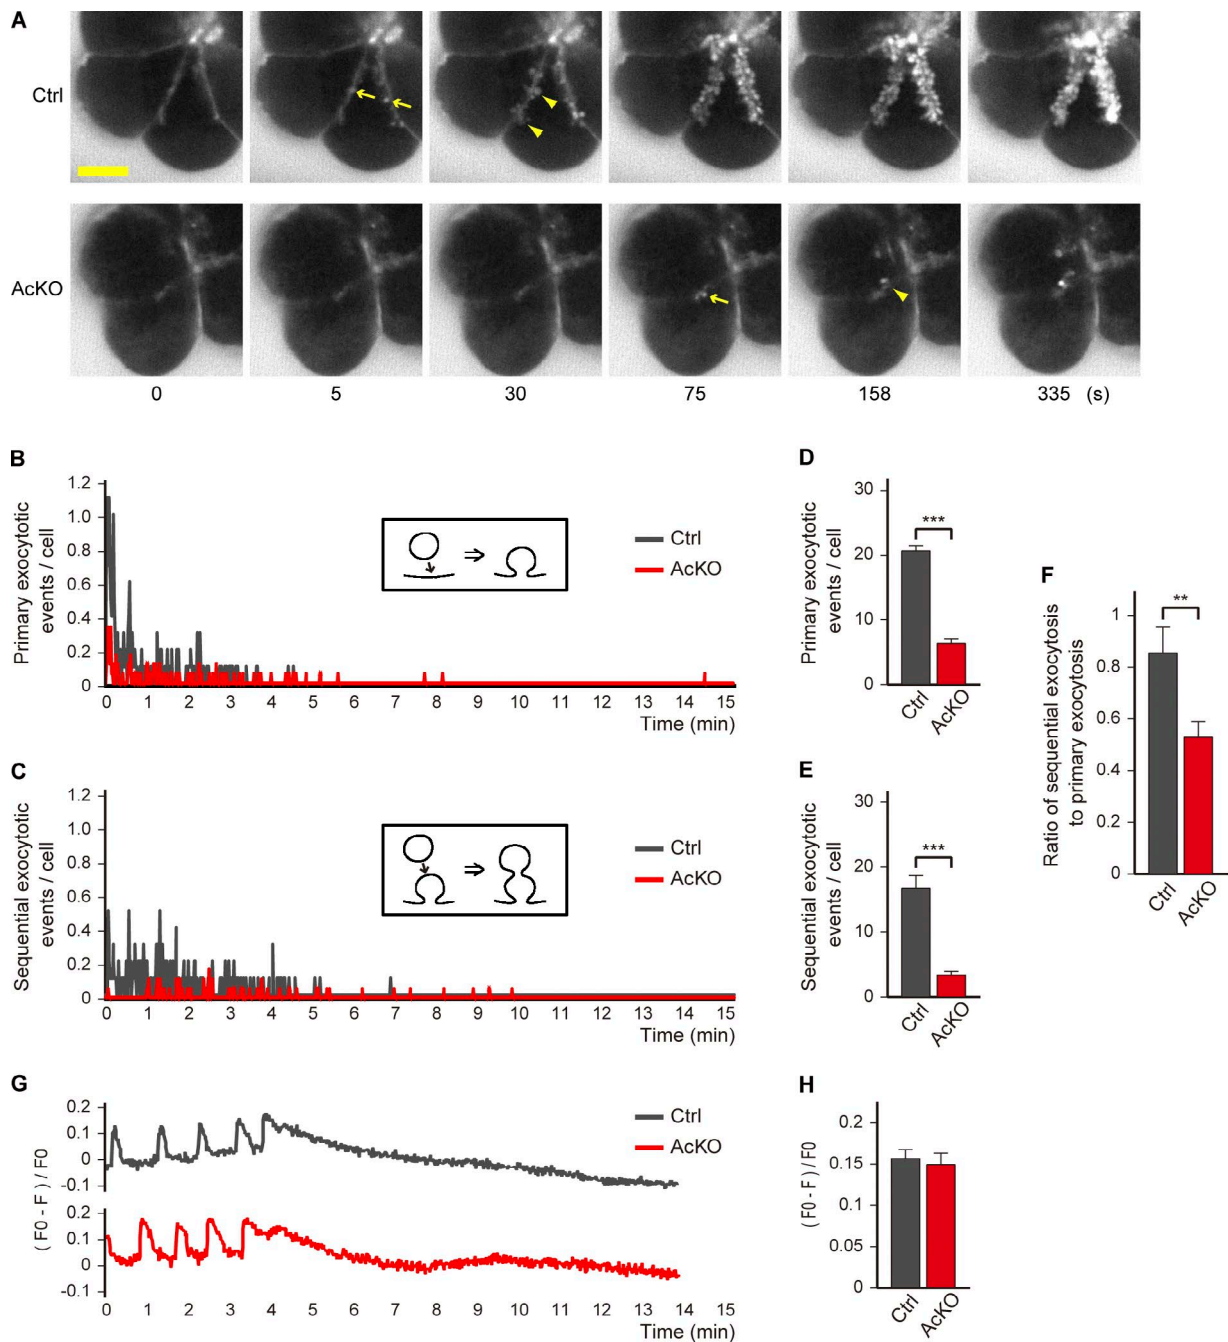 A
Ctrl
AcKO
0 5 30 75 158 335 (s)
B
Primary exocytotic
events / cell
1.2
1.0
0.8
0.6
0.4
0.2
0
Ctrl
AcKO
0 1 2 3 4 5 6 7 8 9 10 11 12 13 14 15
Time (min)
D
Primary exocytotic
events / cell
30
20
10
0
***
Ctrl
AcKO
C
Sequential exocytotic
events / cell
1.2
1.0
0.8
0.6
0.4
0.2
0
Ctrl
AcKO
0 1 2 3 4 5 6 7 8 9 10 11 12 13 14 15
Time (min)
E
Sequential exocytotic
events / cell
30
20
10
0
***
Ctrl
AcKO
F
Ratio of sequential exocytosis
to primary exocytosis
1
0.8
0.6
0.4
0.2
0
**
Ctrl
AcKO
G
( F0 - F ) / F0
0.2
0.1
0
-0.1
0.2
0.1
0
-0.1
Ctrl
AcKO
0 1 2 3 4 5 6 7 8 9 10 11 12 13 14 15
Time (min)
H
( F0 - F ) / F0
0.2
0.15
0.1
0.05
0
Ctrl
AcKO